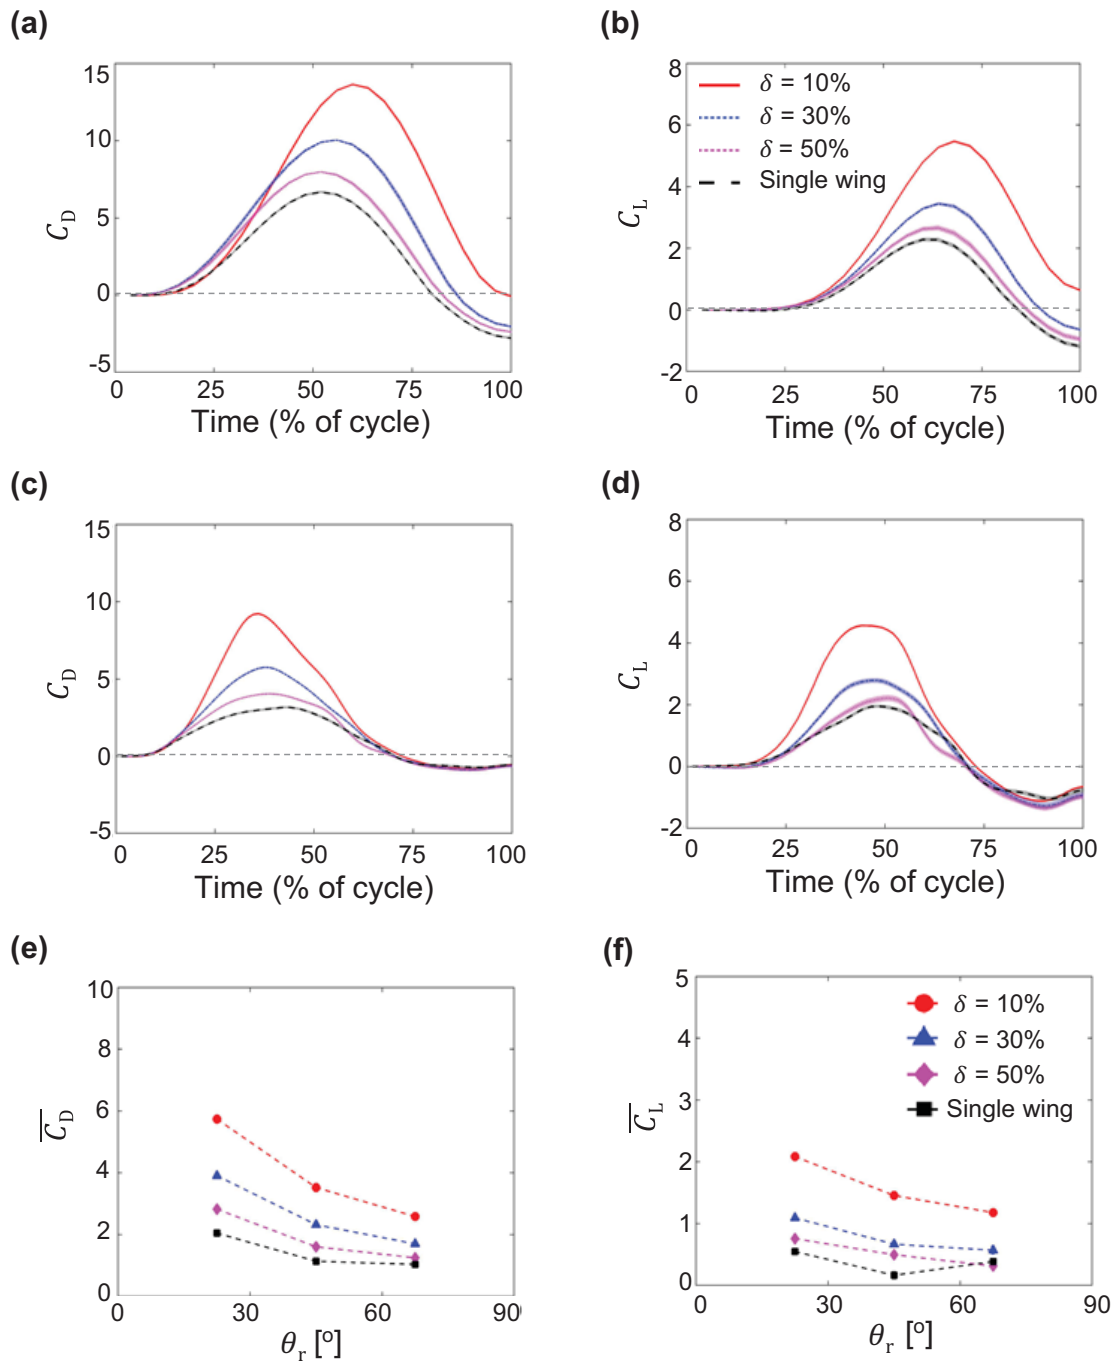 (a)
(b)
15
10
5
0
-5
C_D
0 25 50 75 100
Time (% of cycle)
8
6
4
2
0
-2
C_L
δ = 10%
δ = 30%
δ = 50%
Single wing
0 25 50 75 100
Time (% of cycle)
(c)
(d)
15
10
5
0
-5
C_D
0 25 50 75 100
Time (% of cycle)
8
6
4
2
0
-2
C_L
0 25 50 75 100
Time (% of cycle)
(e)
(f)
10
8
6
4
2
0
C̅_D
0 30 60 90
θ_r [°]
5
4
3
2
1
0
C̅_L
δ = 10%
δ = 30%
δ = 50%
Single wing
0 30 60 90
θ_r [°]